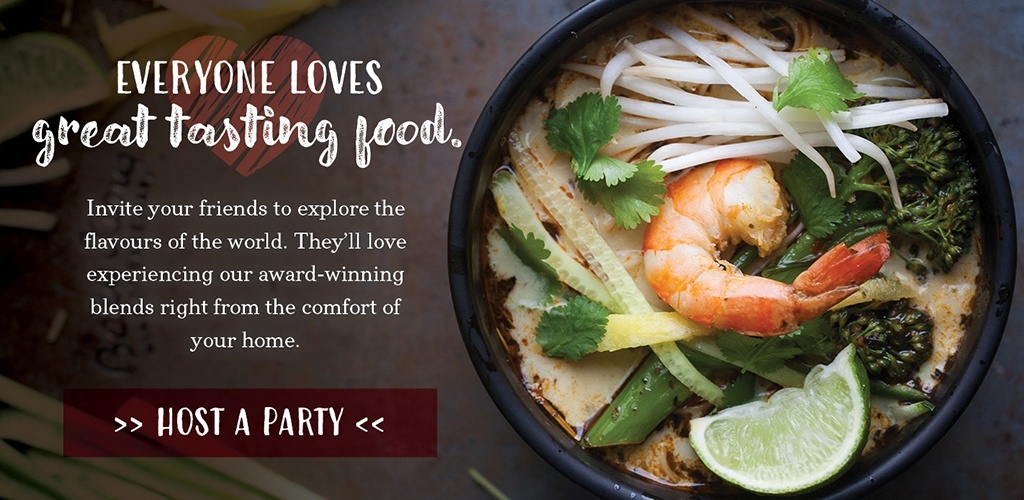 EVERYONE LOVES
great tasting food.
Invite your friends to explore the
flavours of the world. They'll love
experiencing our award-winning
blends right from the comfort of
your home.
>> HOST A PARTY <<